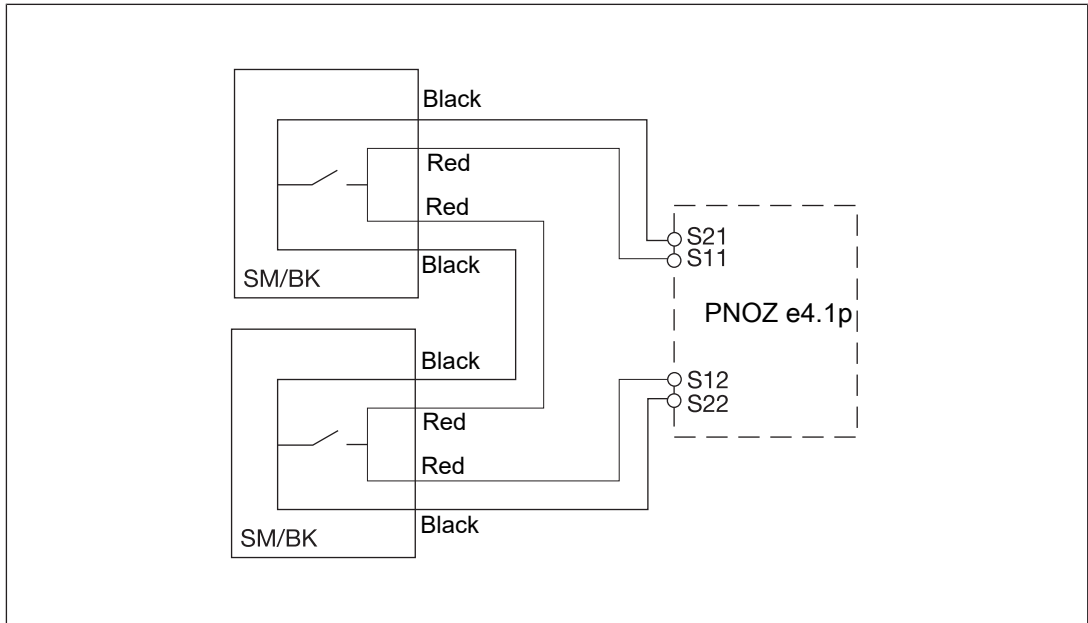 Black
Red
Red
Black
SM/BK
S21
S11
PNOZ e4.1p
Black
Red
Red
Black
SM/BK
S12
S22